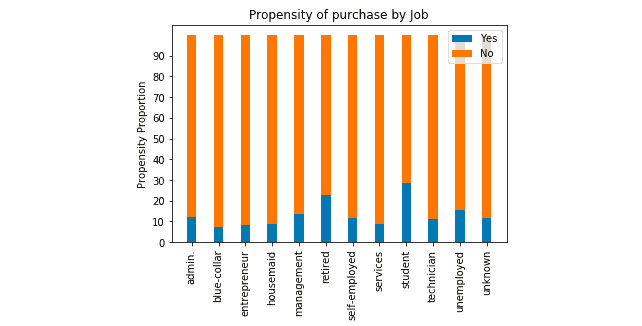 Propensity of purchase by Job
Yes
No
Propensity Proportion
90
80
70
60
50
40
30
20
10
0
admin.
blue-collar
entrepreneur
housemaid
management
retired
self-employed
services
student
technician
unemployed
unknown